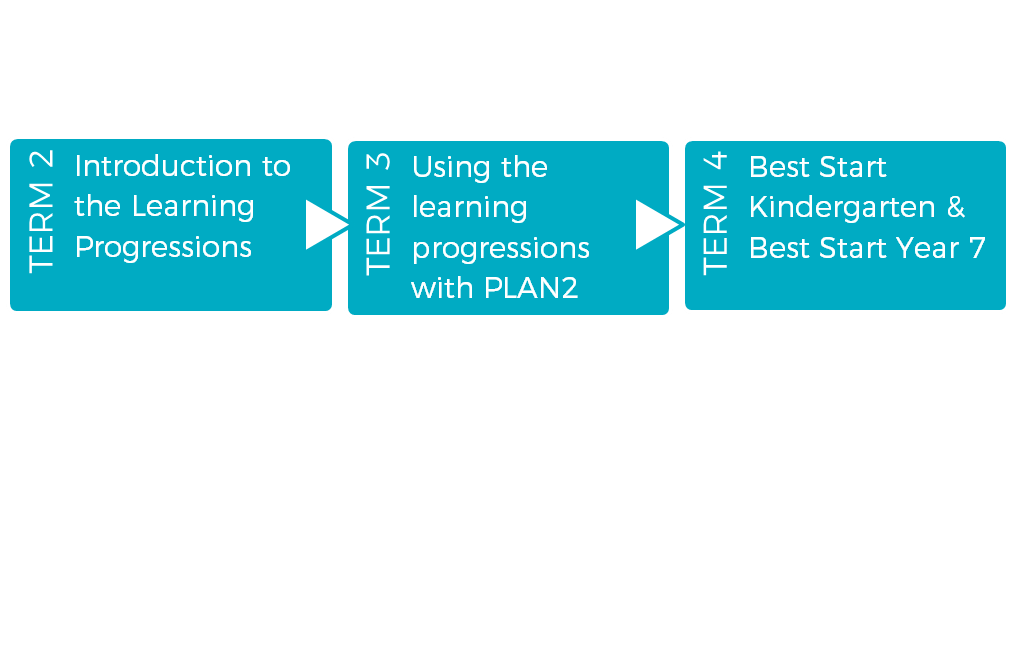 TERM 2
Introduction to
the Learning
Progressions
TERM 3
Using the
learning
progressions
with PLAN2
TERM 4
Best Start
Kindergarten &
Best Start Year 7